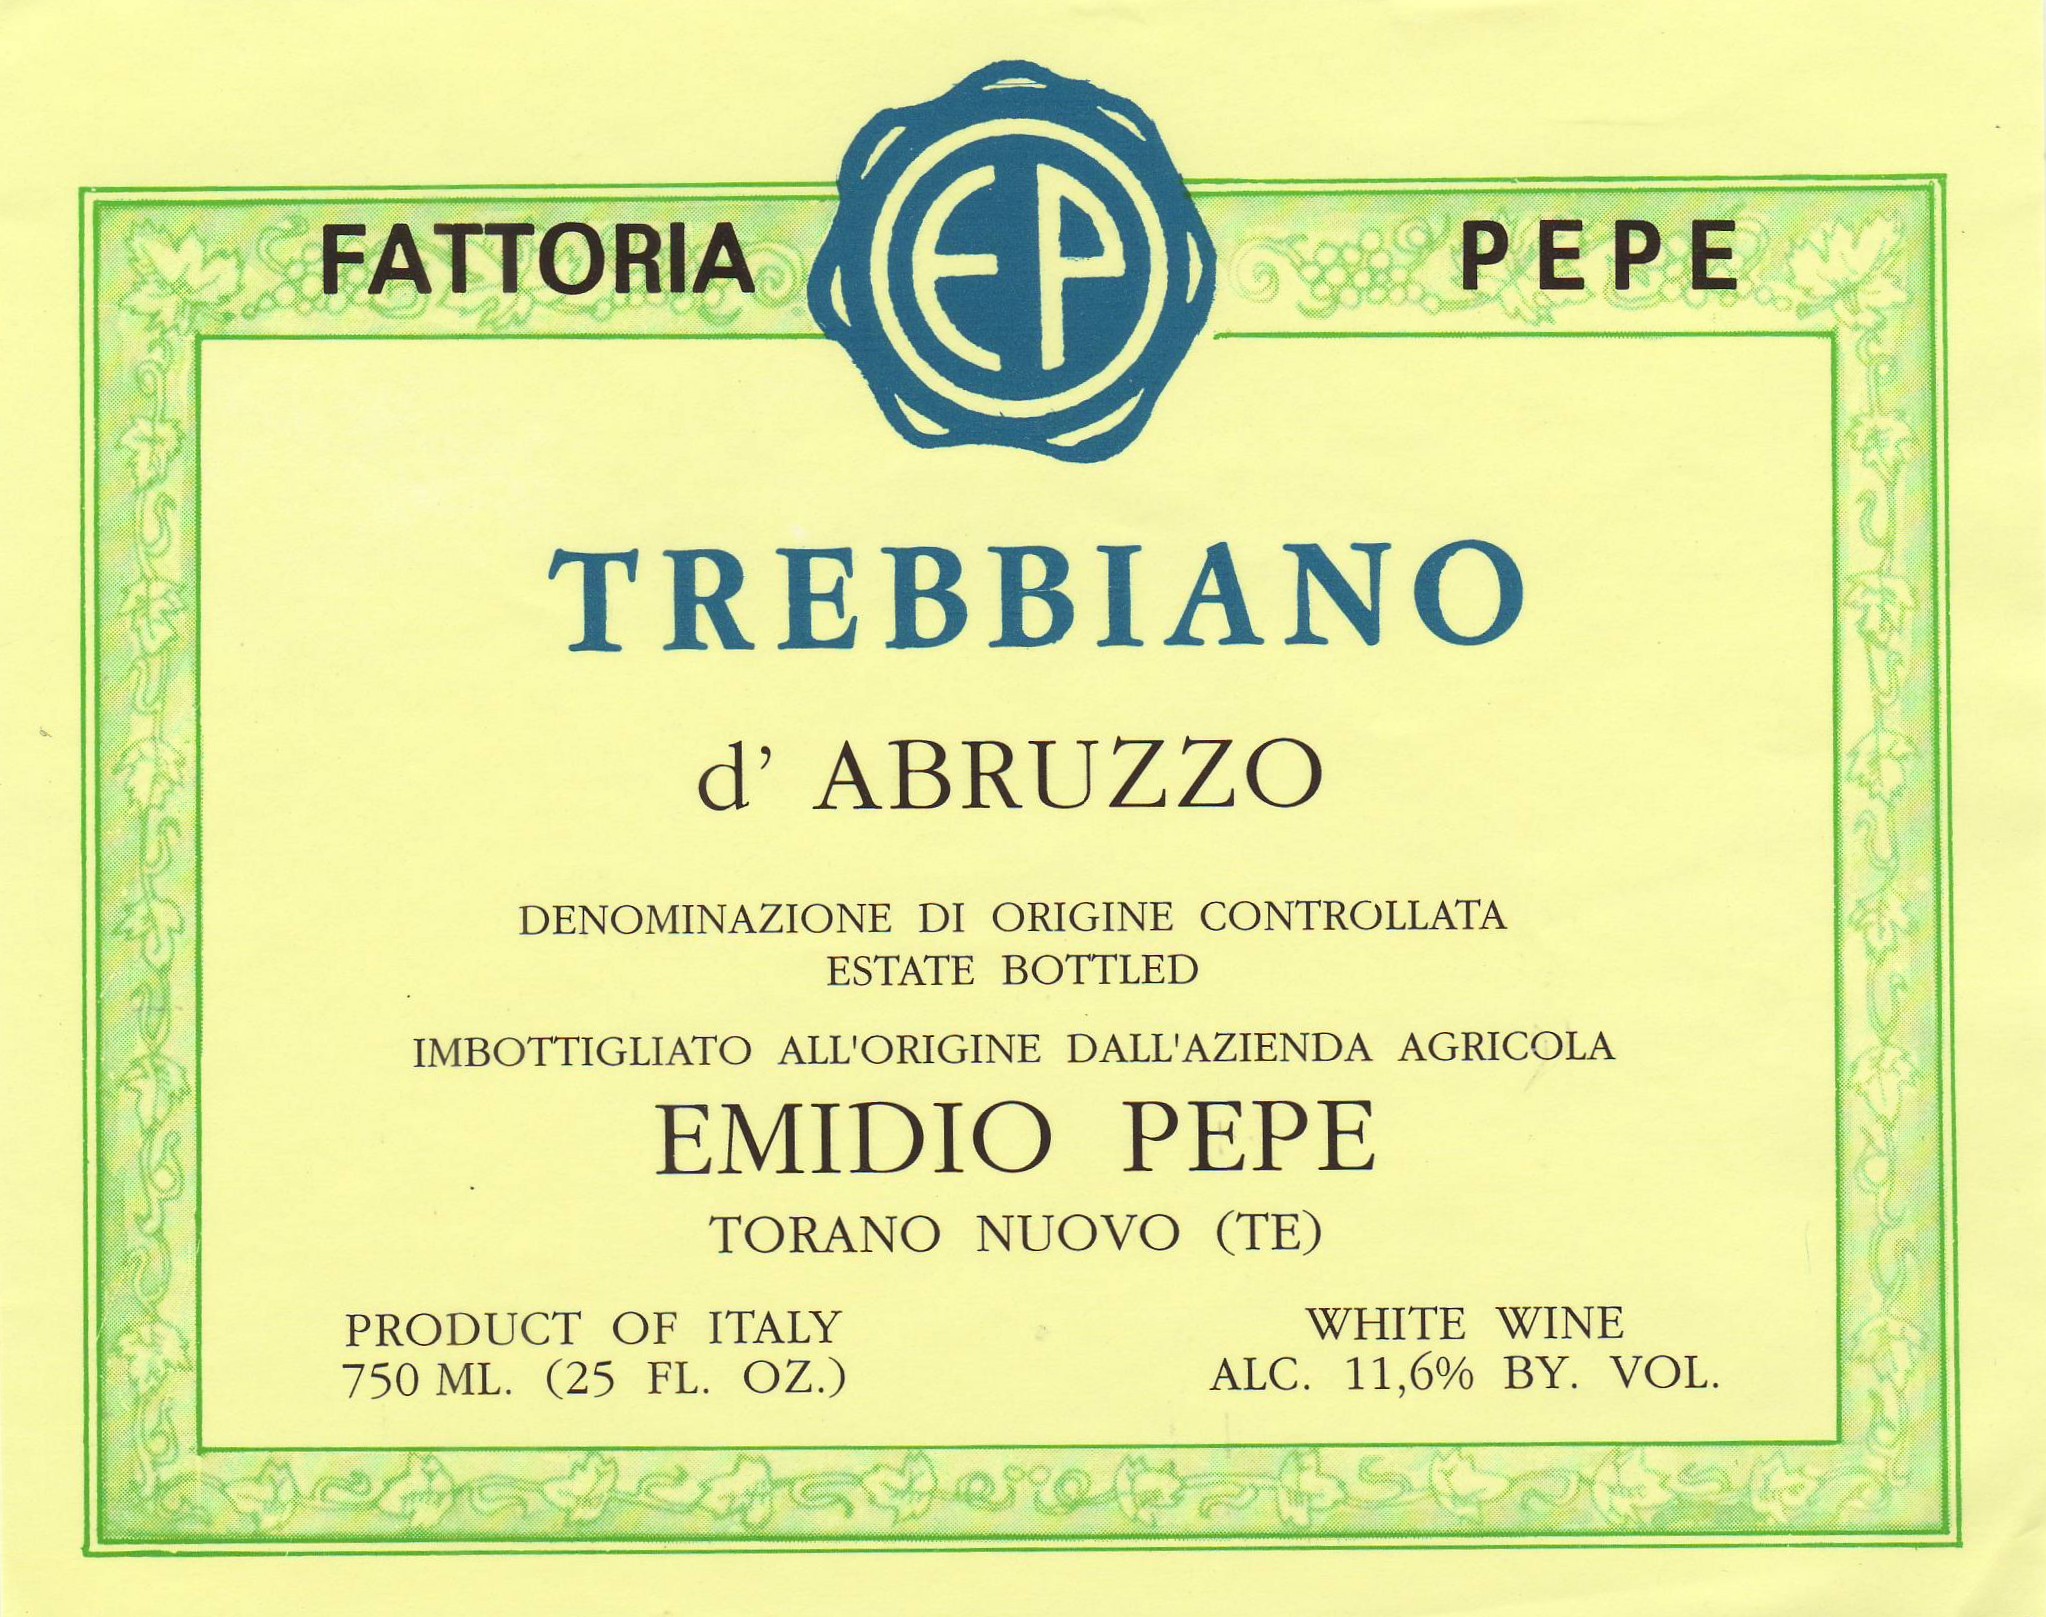 FATTORIA EP PEPE
TREBBIANO
d' ABRUZZO
DENOMINAZIONE DI ORIGINE CONTROLLATA
ESTATE BOTTLED
IMBOTTIGLIATO ALL'ORIGINE DALL'AZIENDA AGRICOLA
EMIDIO PEPE
TORANO NUOVO (TE)
PRODUCT OF ITALY
750 ML. (25 FL. OZ.)
WHITE WINE
ALC. 11,6% BY. VOL.